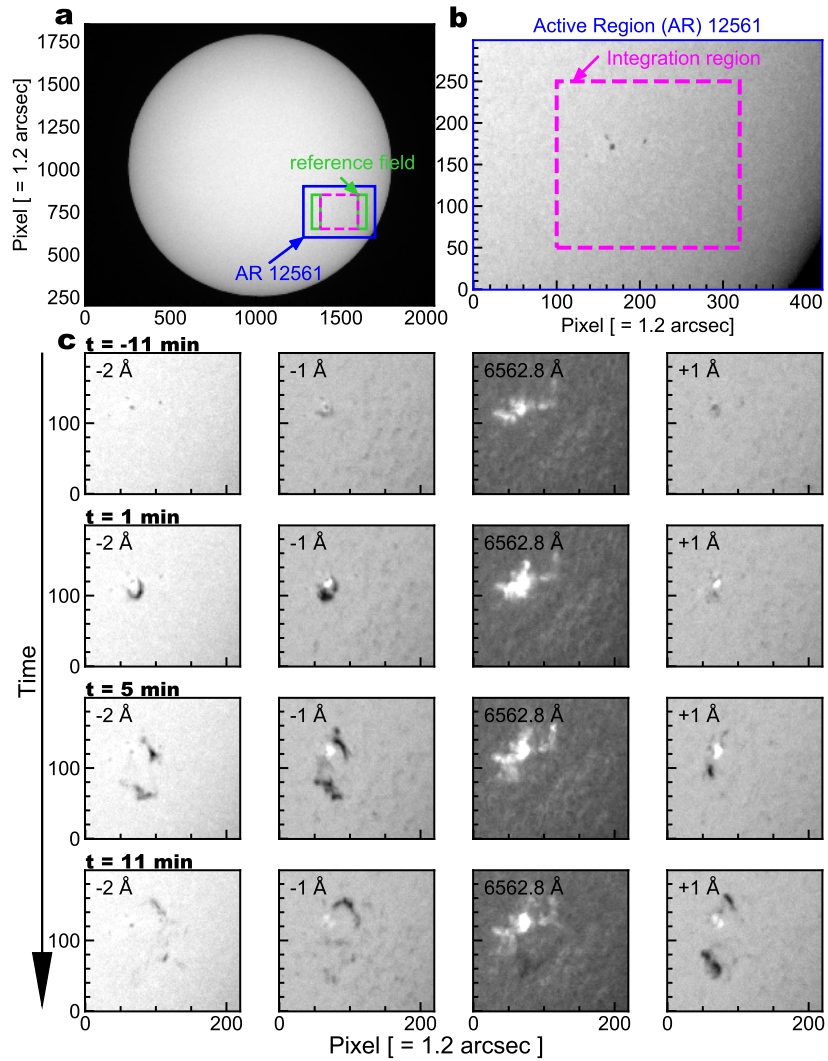 a
Pixel [ = 1.2 arcsec]
1750
1500
1250
1000
750
500
250
reference field
AR 12561
250 500 1000 1500 2000
b
Active Region (AR) 12561
Integration region
250
200
150
100
50
0
0 100 200 300 400
Pixel [ = 1.2 arcsec]
c
Time
t = -11 min
-2 Å -1 Å 6562.8 Å +1 Å
100
0
t = 1 min
-2 Å -1 Å 6562.8 Å +1 Å
100
0
t = 5 min
-2 Å -1 Å 6562.8 Å +1 Å
100
0
t = 11 min
-2 Å -1 Å 6562.8 Å +1 Å
100
0
0 200 0 200 0 200 0 200
Pixel [ = 1.2 arcsec ]